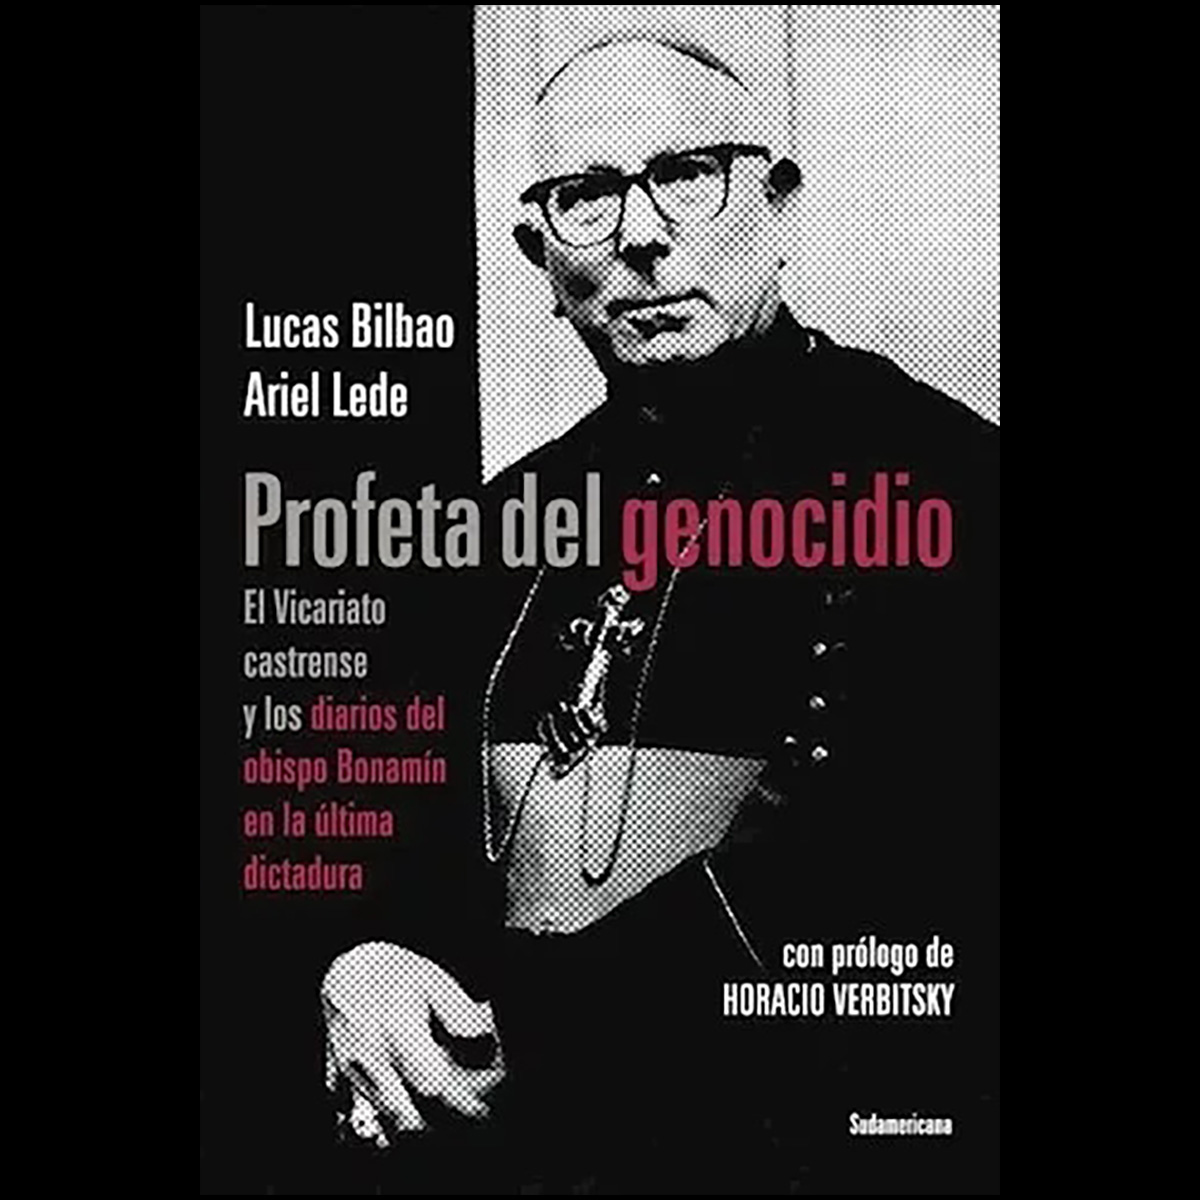 Lucas Bilbao
Ariel Lede
Profeta del genocidio
El Vicariato
castrense
y los diarios del
obispo Bonamín
en la última
dictadura
con prólogo de
HORACIO VERBITSKY
Sudamericana